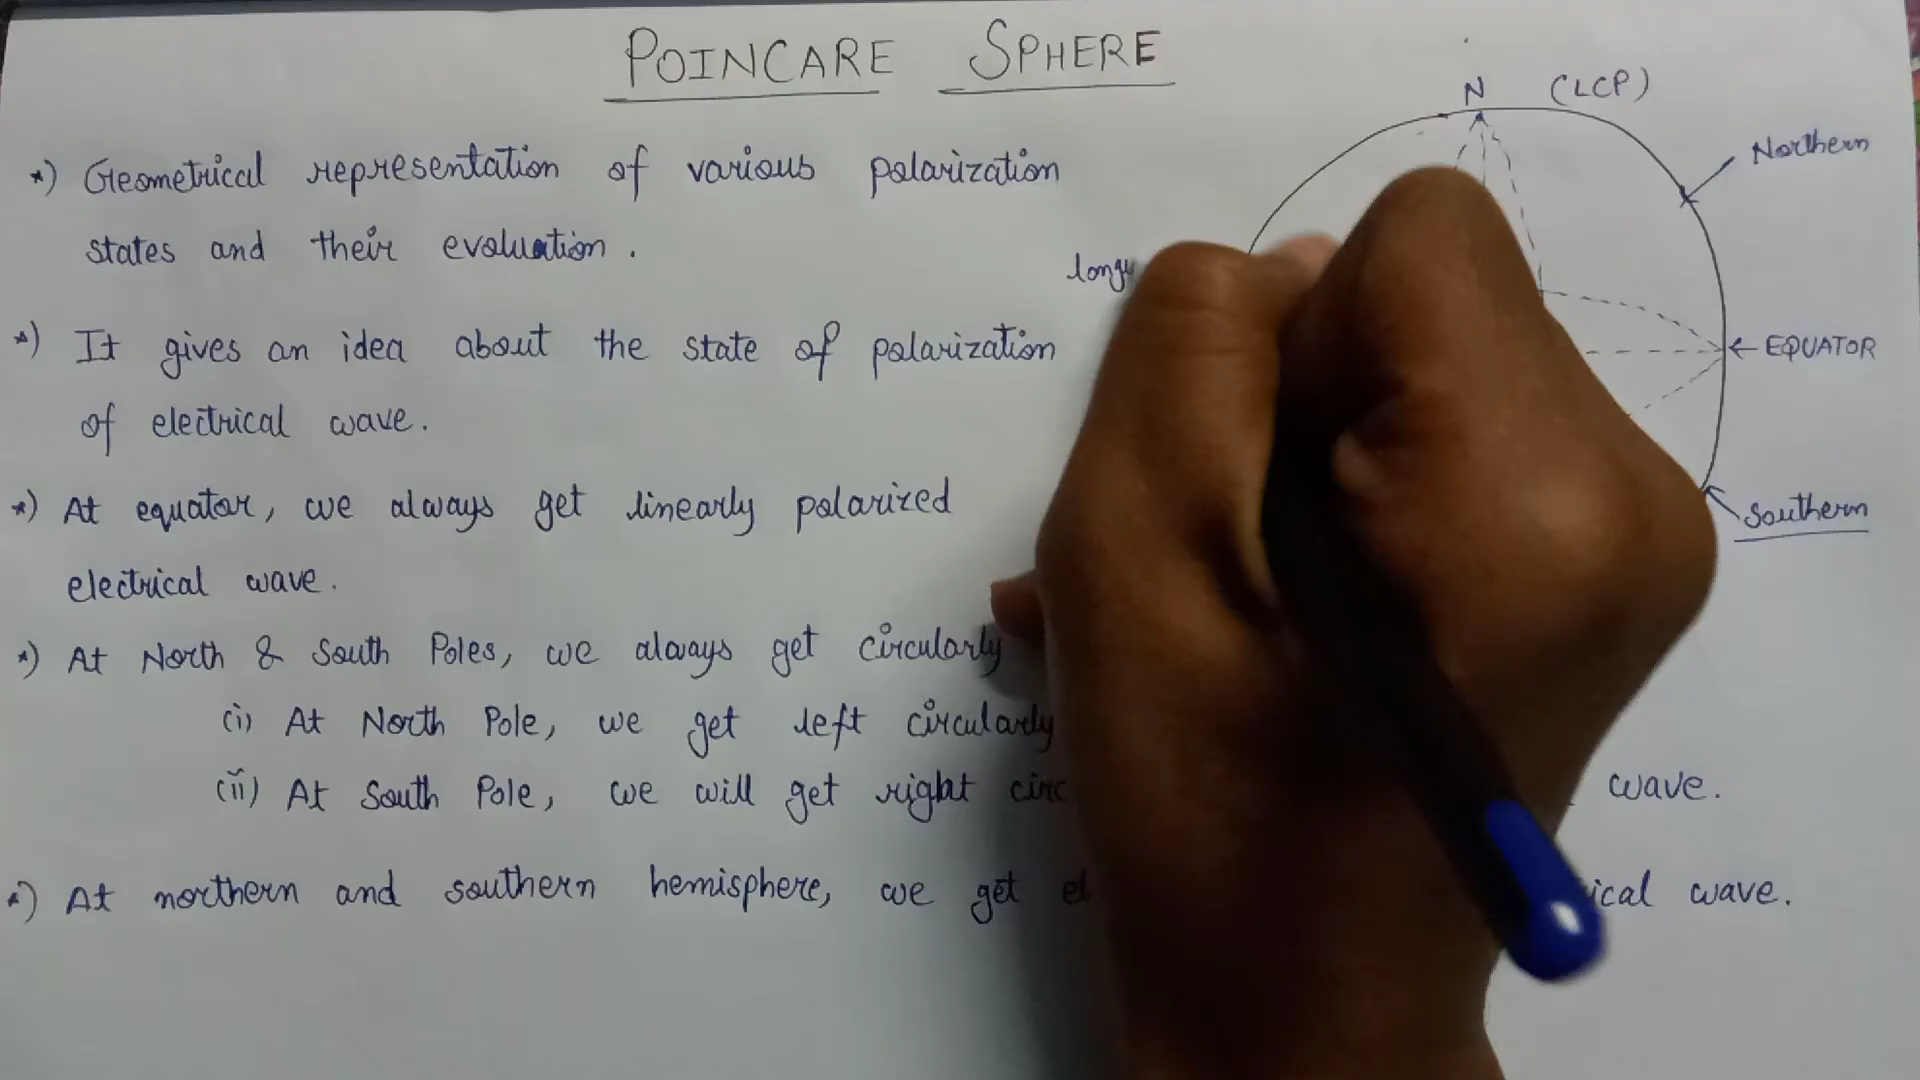 POINCARE SPHERE
N (LCP)
Northern
*) Geometrical representation of various polarization
states and their evaluation.
*) It gives an idea about the state of polarization
← EQUATOR
of electrical wave.
*) At equator, we always get linearly polarized
Southern
electrical wave.
*) At North & South Poles, we always get circularly
(i) At North Pole, we get left circularly
(ii) At South Pole, we will get right circ wave.
*) At northern and southern hemisphere, we get el ical wave.